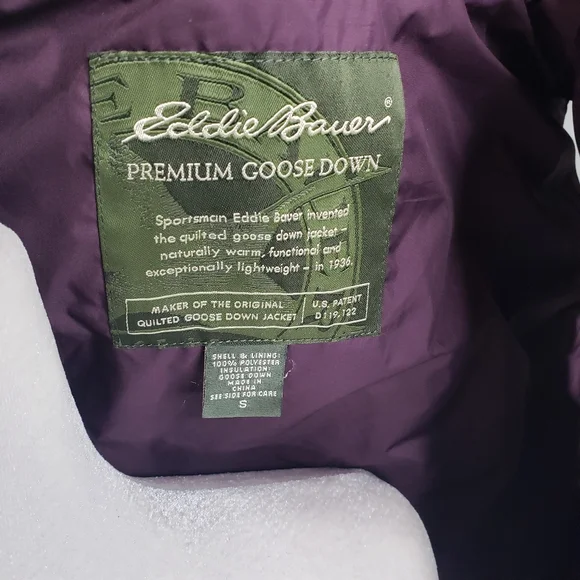 EB
Eddie Bauer®
PREMIUM GOOSE DOWN
Sportsman Eddie Bauer invented
the quilted goose down jacket –
naturally warm, functional and
exceptionally lightweight – in 1936.
MAKER OF THE ORIGINAL
QUILTED GOOSE DOWN JACKET
U.S. PATENT
D119,122
SHELL & LINING:
100% POLYESTER
INSULATION:
GOOSE DOWN
MADE IN
CHINA
SEE SIDE FOR CARE
S